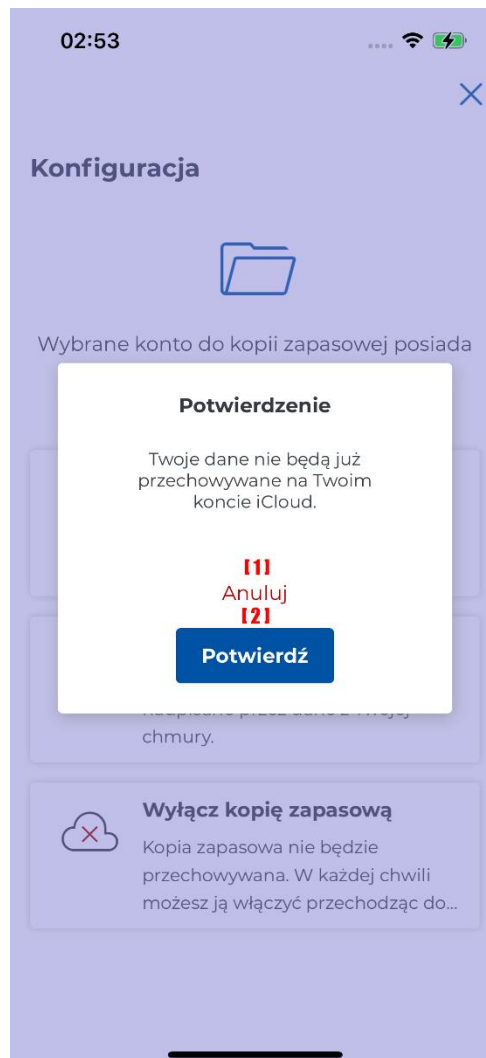 02:53
Konfiguracja
Wybrane konto do kopii zapasowej posiada
Potwierdzenie
Twoje dane nie będą już
przechowywane na Twoim
koncie iCloud.
[1]
Anuluj
[2]
Potwierdź
chmury.
Wyłącz kopię zapasową
Kopia zapasowa nie będzie
przechowywana. W każdej chwili
możesz ją włączyć przechodząc do...